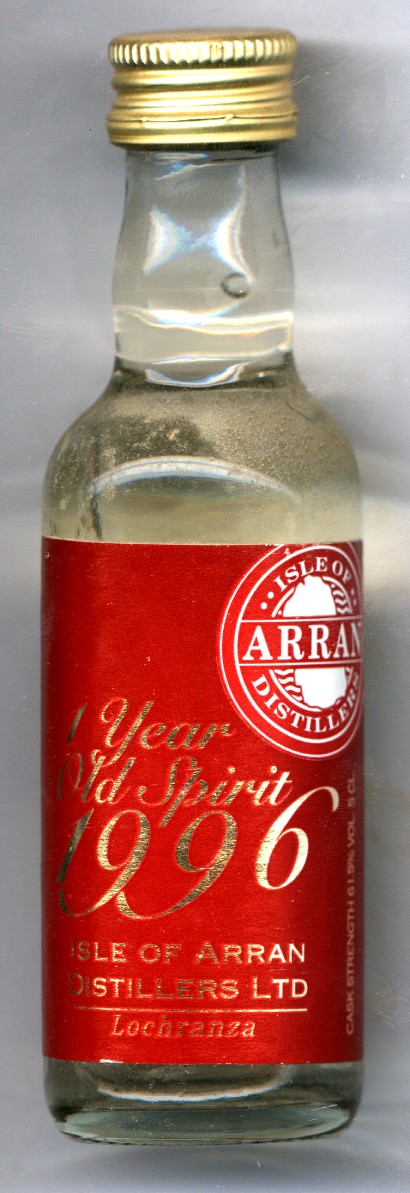 ISLE OF
ARRAN
DISTILLERS
1 Year
Old Spirit
1996
ISLE OF ARRAN
DISTILLERS LTD
Lochranza
CASK STRENGTH 61.5% VOL. 5 CL.